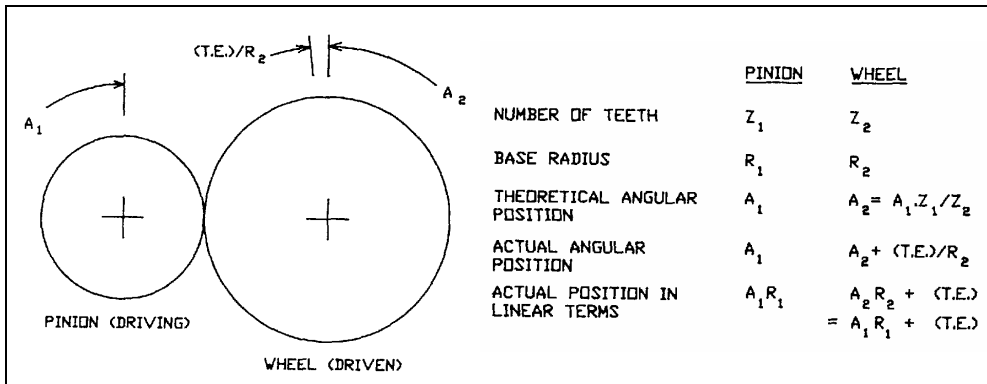 (T.E.)/R₂
A₁
A₂
PINION (DRIVING)
WHEEL (DRIVEN)
PINION WHEEL
NUMBER OF TEETH Z₁ Z₂
BASE RADIUS R₁ R₂
THEORETICAL ANGULAR A₁ A₂= A₁.Z₁/Z₂
POSITION
ACTUAL ANGULAR A₁ A₂+ (T.E.)/R₂
POSITION
ACTUAL POSITION IN A₁R₁ A₂R₂ + (T.E.)
LINEAR TERMS = A₁R₁ + (T.E.)